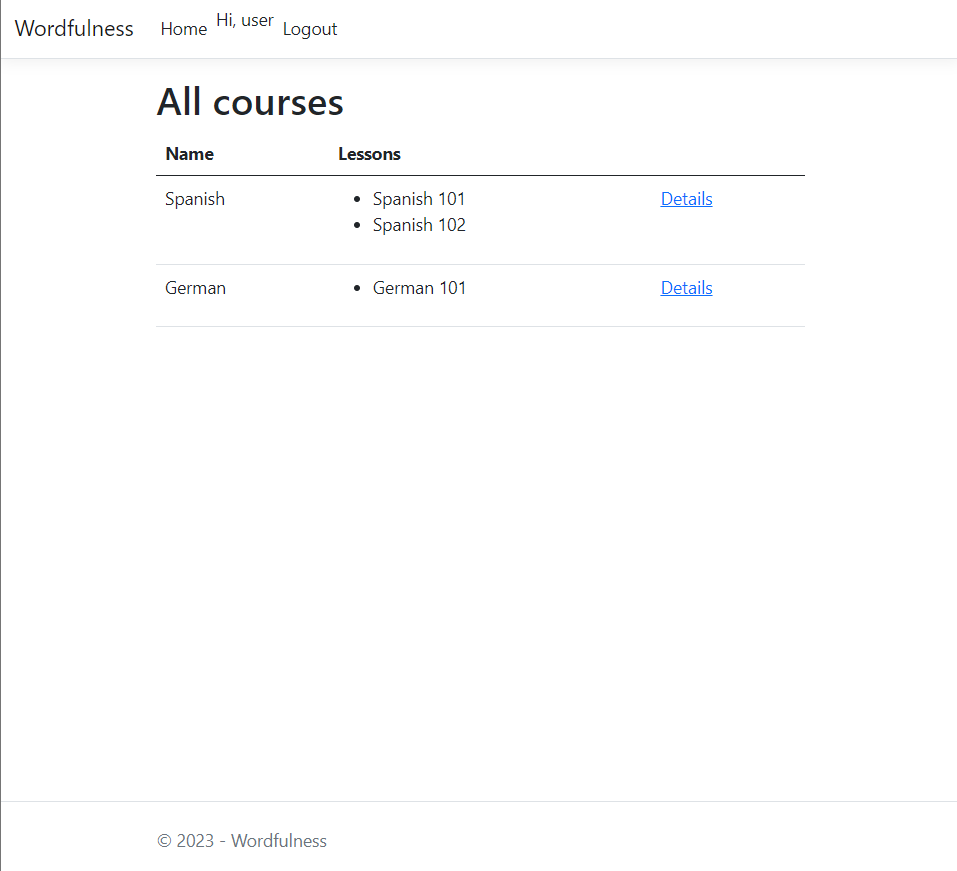 Wordfulness Home Hi, user Logout
All courses
Name Lessons
Spanish Spanish 101 Details
Spanish 102
German German 101 Details
© 2023 - Wordfulness